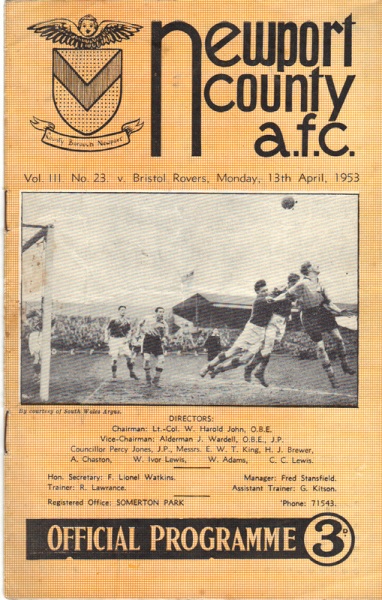 Newport
county
a.f.c.
County Borough Newport
Vol. III No. 23. v. Bristol Rovers, Monday, 13th April, 1953
By courtesy of South Wales Argus.
DIRECTORS:
Chairman: Lt.-Col. W. Harold John, O.B.E.
Vice-Chairman: Alderman J. Wardell, O.B.E., J.P.
Councillor Percy Jones, J.P., Messrs. E. W. T. King, H. J. Brewer,
A. Chaston, W. Ivor Lewis, W. Adams, C. C. Lewis.
Hon. Secretary: F. Lionel Watkins. Manager: Fred Stansfield.
Trainer: R. Lawrance. Assistant Trainer: G. Kitson.
Registered Office: SOMERTON PARK 'Phone: 71543.
OFFICIAL PROGRAMME 3D.